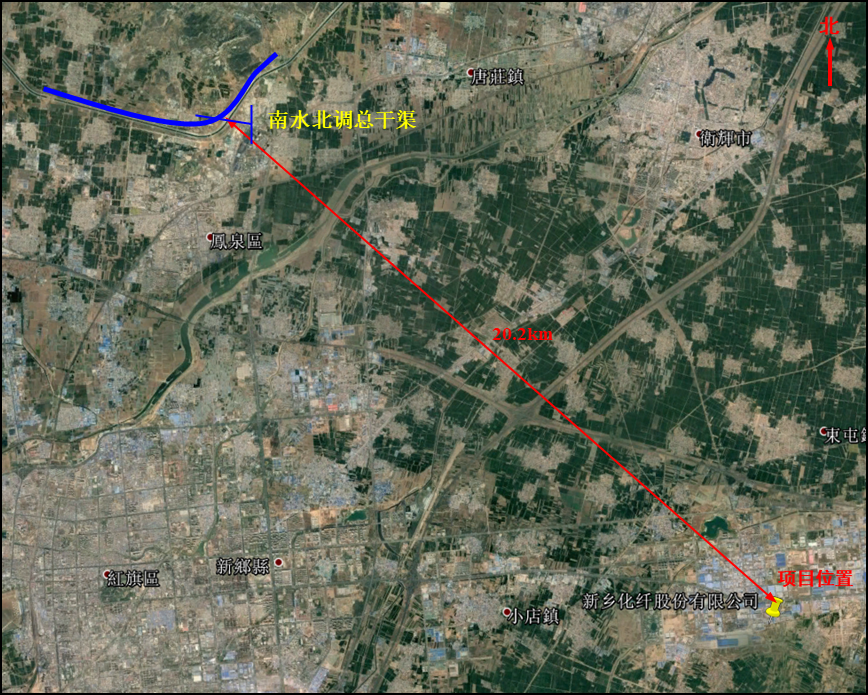 北
唐莊鎮
南水北调总干渠
衛輝市
鳳泉區
20.2km
東屯鎮
新鄉縣
紅旗區
项目位置
新乡化纤股份有限公司
小店鎮